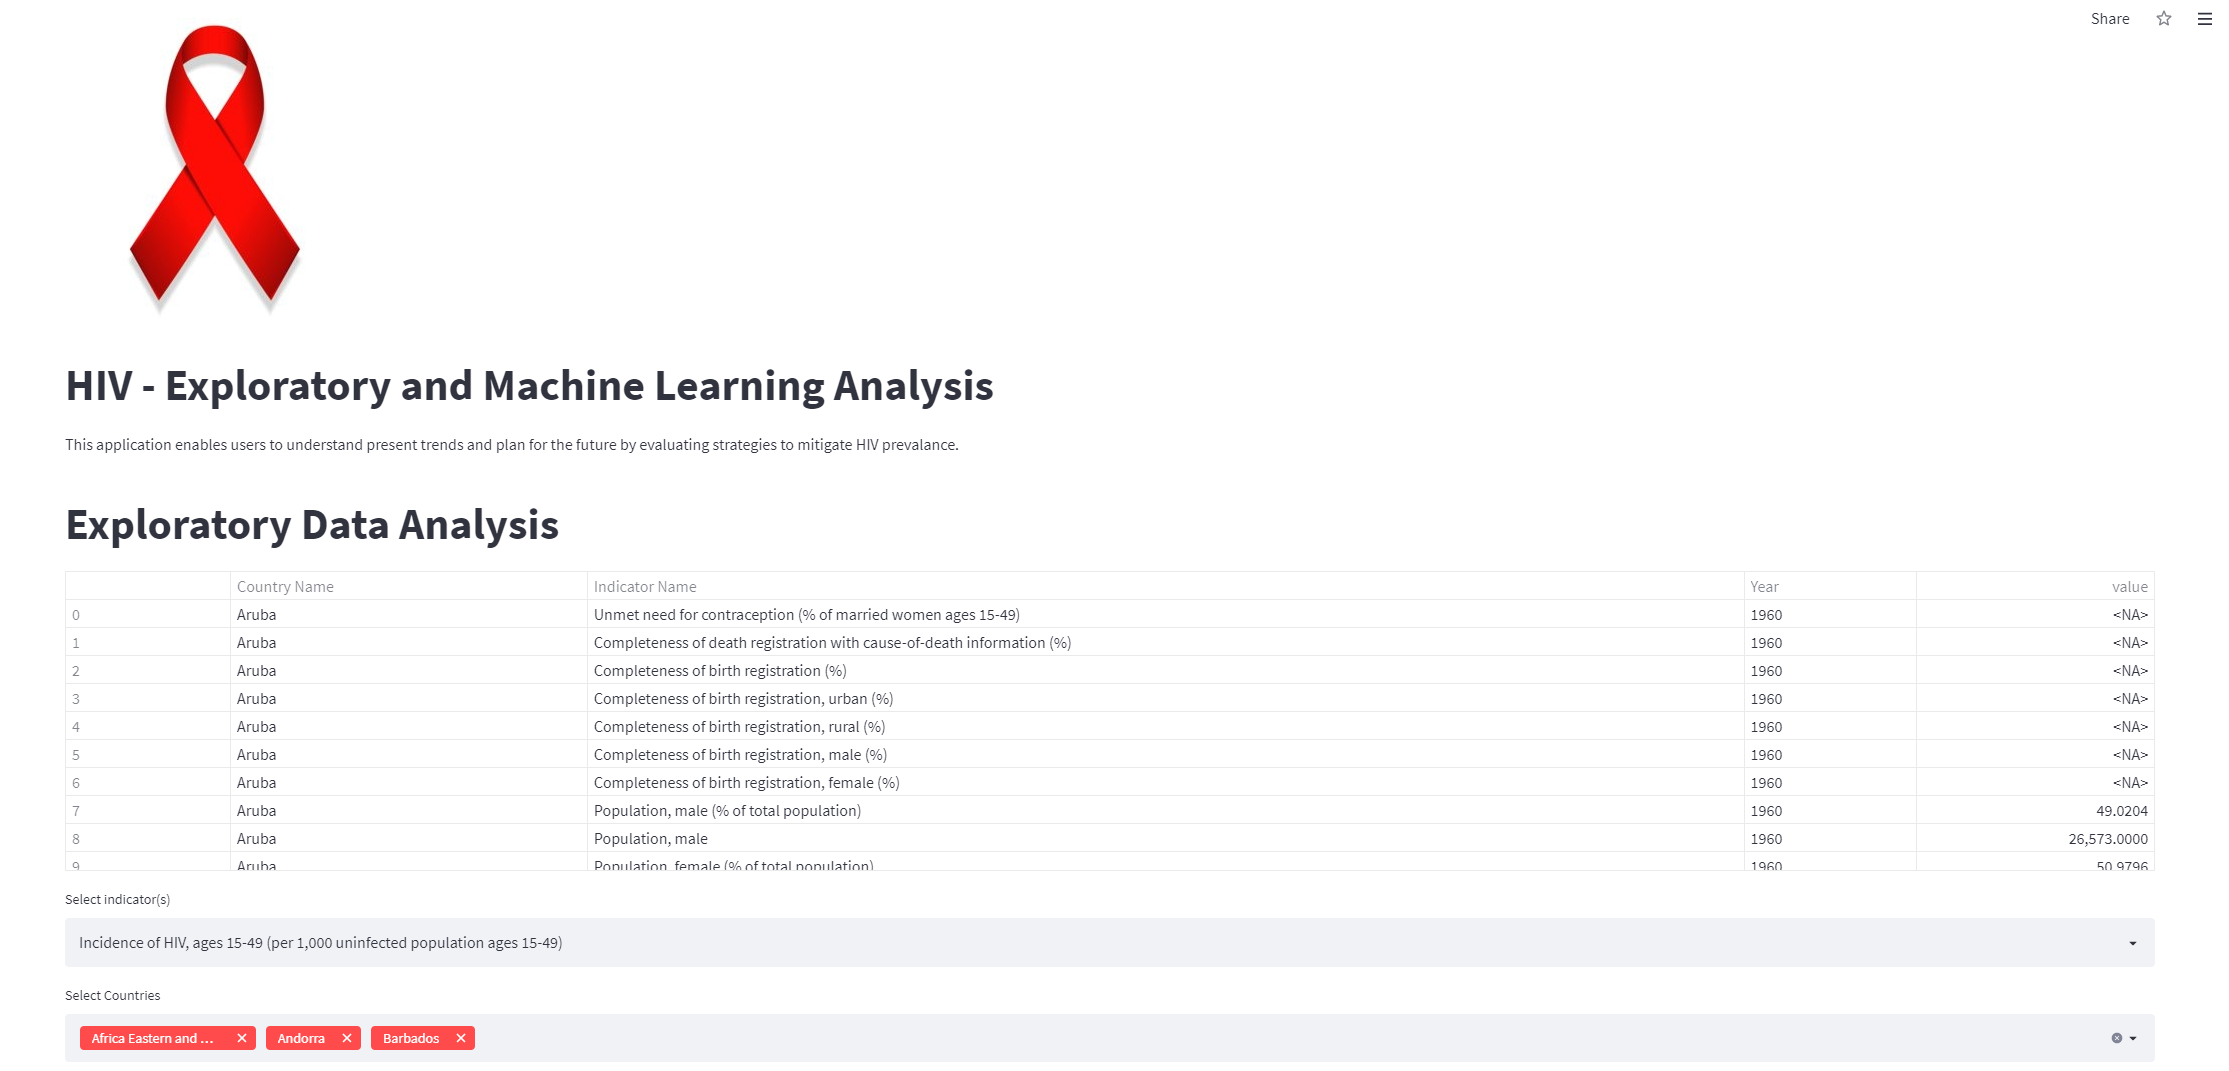 Share
HIV - Exploratory and Machine Learning Analysis
This application enables users to understand present trends and plan for the future by evaluating strategies to mitigate HIV prevalance.
Exploratory Data Analysis
Country Name Indicator Name Year value
0 Aruba Unmet need for contraception (% of married women ages 15-49) 1960 <NA>
1 Aruba Completeness of death registration with cause-of-death information (%) 1960 <NA>
2 Aruba Completeness of birth registration (%) 1960 <NA>
3 Aruba Completeness of birth registration, urban (%) 1960 <NA>
4 Aruba Completeness of birth registration, rural (%) 1960 <NA>
5 Aruba Completeness of birth registration, male (%) 1960 <NA>
6 Aruba Completeness of birth registration, female (%) 1960 <NA>
7 Aruba Population, male (% of total population) 1960 49.0204
8 Aruba Population, male 1960 26,573.0000
9 Aruba Population, female (% of total population) 1960 50.9796
Select indicator(s)
Incidence of HIV, ages 15-49 (per 1,000 uninfected population ages 15-49)
Select Countries
Africa Eastern and ... Andorra Barbados